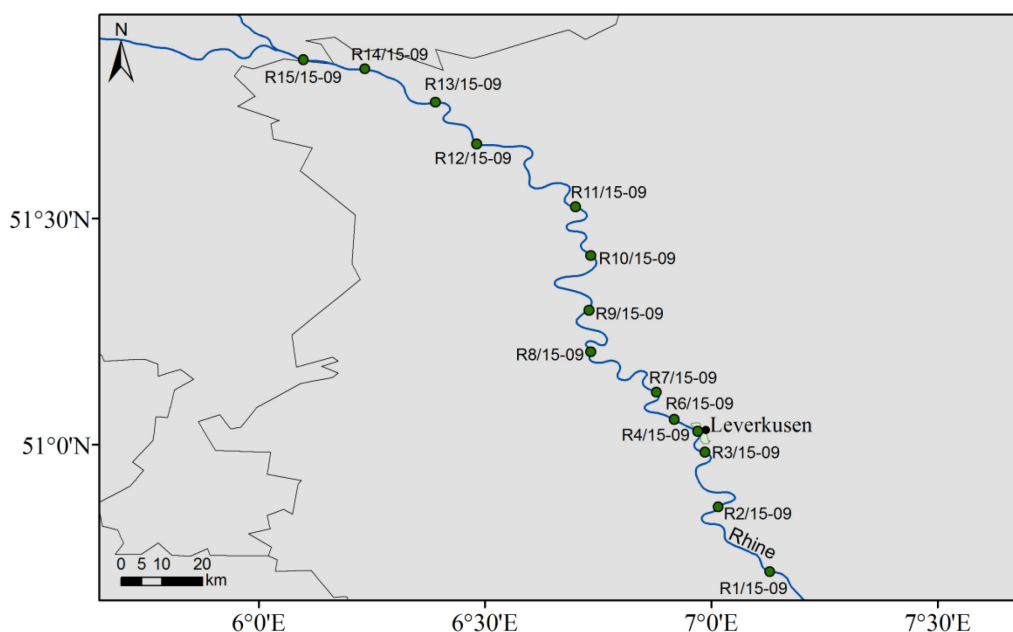 N
R14/15-09
R15/15-09
R13/15-09
R12/15-09
51°30'N
R11/15-09
R10/15-09
R9/15-09
R8/15-09
R7/15-09
R6/15-09
Leverkusen
R4/15-09
51°0'N
R3/15-09
R2/15-09
Rhine
0 5 10 20
km
R1/15-09
6°0'E 6°30'E 7°0'E 7°30'E